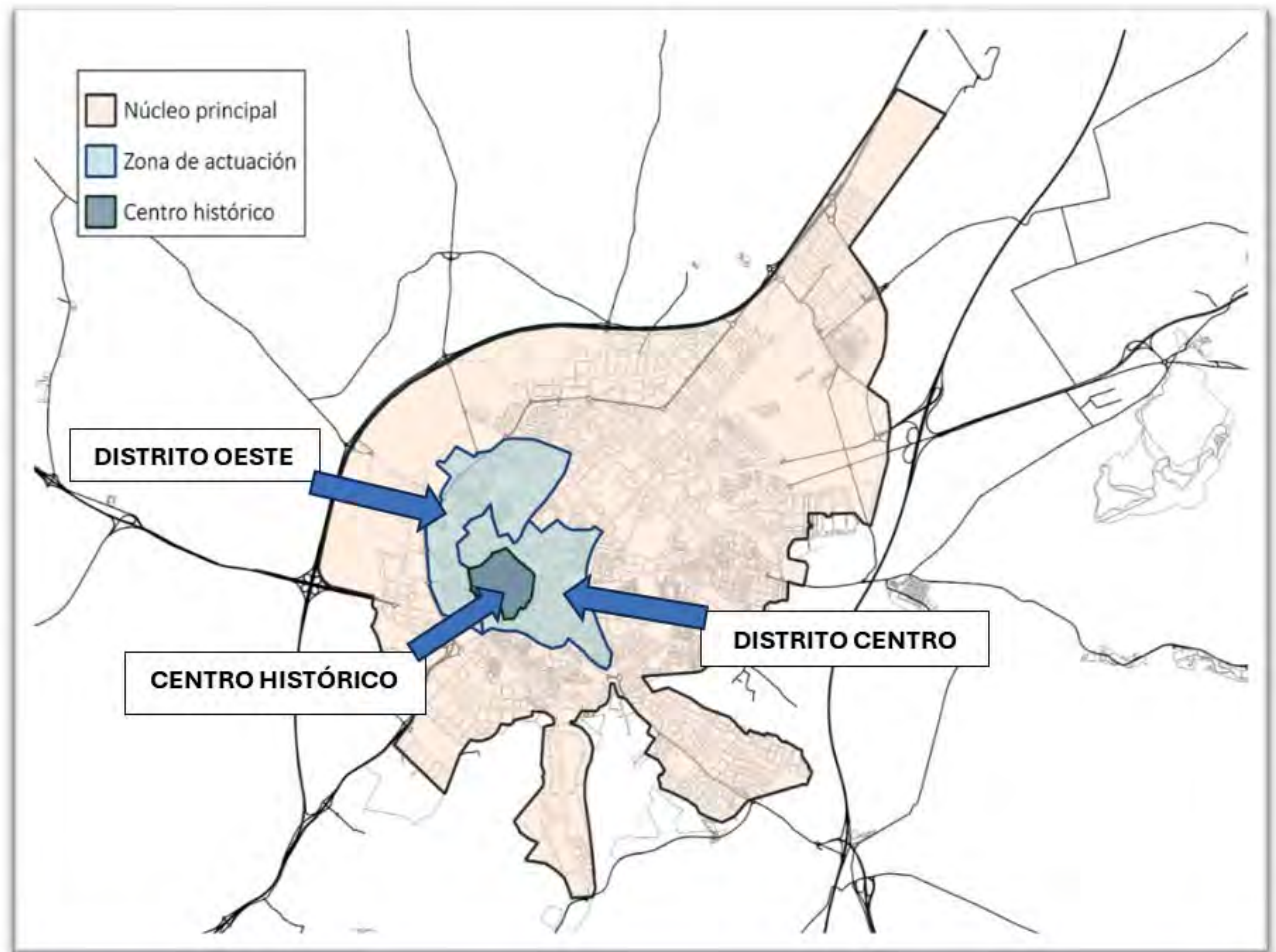 Núcleo principal
Zona de actuación
Centro histórico
DISTRITO OESTE
DISTRITO CENTRO
CENTRO HISTÓRICO